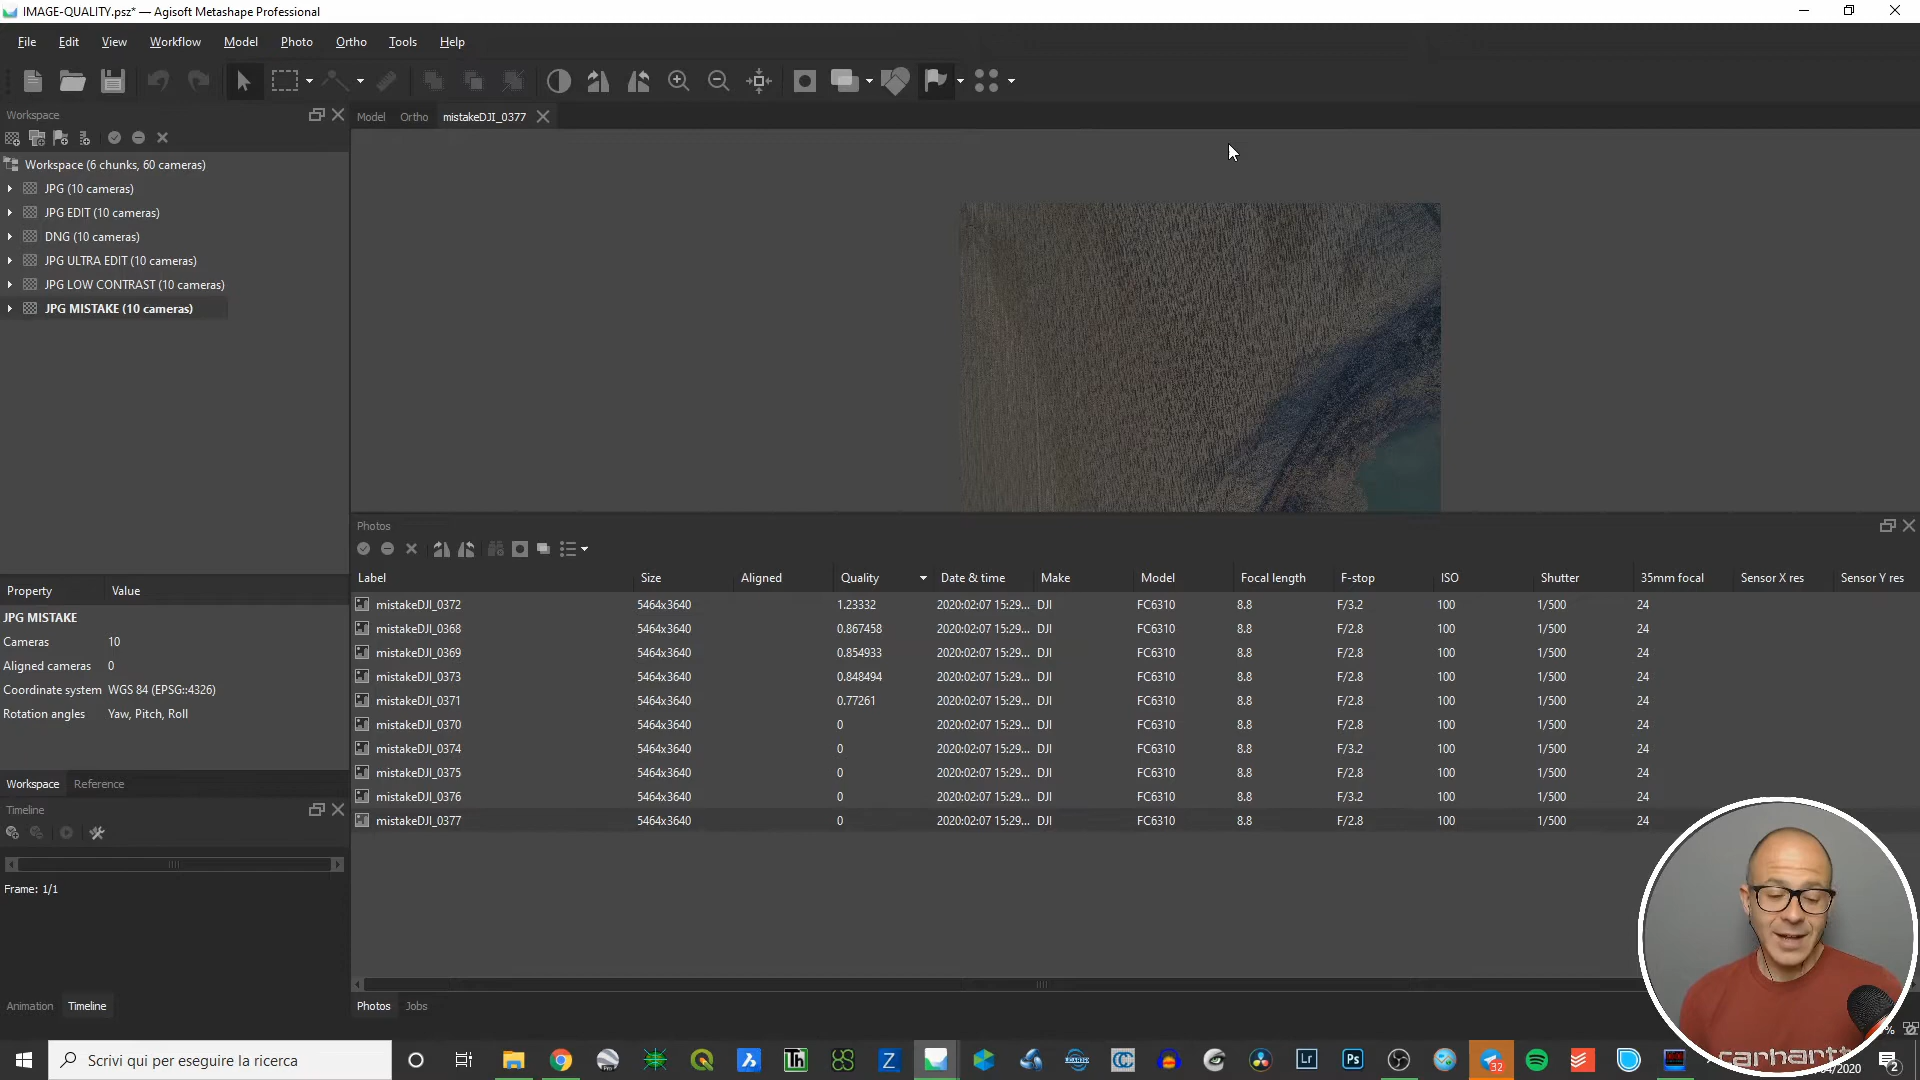 IMAGE-QUALITY.psz* — Agisoft Metashape Professional
File Edit View Workflow Model Photo Ortho Tools Help
Workspace
Model Ortho mistakeDJI_0377
Workspace (6 chunks, 60 cameras)
JPG (10 cameras)
JPG EDIT (10 cameras)
DNG (10 cameras)
JPG ULTRA EDIT (10 cameras)
JPG LOW CONTRAST (10 cameras)
JPG MISTAKE (10 cameras)
Property Value
JPG MISTAKE
Cameras 10
Aligned cameras 0
Coordinate system WGS 84 (EPSG::4326)
Rotation angles Yaw, Pitch, Roll
Workspace Reference
Timeline
Frame: 1/1
Animation Timeline
Photos
Label Size Aligned Quality Date & time Make Model Focal length F-stop ISO Shutter 35mm focal Sensor X res Sensor Y res
mistakeDJI_0372 5464x3640 1.23332 2020:02:07 15:29... DJI FC6310 8.8 F/3.2 100 1/500 24
mistakeDJI_0368 5464x3640 0.867458 2020:02:07 15:29... DJI FC6310 8.8 F/2.8 100 1/500 24
mistakeDJI_0369 5464x3640 0.854933 2020:02:07 15:29... DJI FC6310 8.8 F/2.8 100 1/500 24
mistakeDJI_0373 5464x3640 0.848494 2020:02:07 15:29... DJI FC6310 8.8 F/2.8 100 1/500 24
mistakeDJI_0371 5464x3640 0.77261 2020:02:07 15:29... DJI FC6310 8.8 F/2.8 100 1/500 24
mistakeDJI_0370 5464x3640 0 2020:02:07 15:29... DJI FC6310 8.8 F/2.8 100 1/500 24
mistakeDJI_0374 5464x3640 0 2020:02:07 15:29... DJI FC6310 8.8 F/3.2 100 1/500 24
mistakeDJI_0375 5464x3640 0 2020:02:07 15:29... DJI FC6310 8.8 F/2.8 100 1/500 24
mistakeDJI_0376 5464x3640 0 2020:02:07 15:29... DJI FC6310 8.8 F/3.2 100 1/500 24
mistakeDJI_0377 5464x3640 0 2020:02:07 15:29... DJI FC6310 8.8 F/2.8 100 1/500 24
Photos Jobs
Scrivi qui per eseguire la ricerca
Pro
Th
Z
CC
Lr
Ps
32
carhartt
04/2020
2